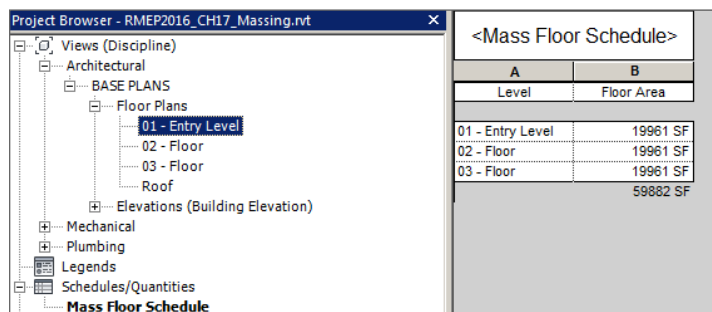 Project Browser - RMEP2016_CH17_Massing.rvt
Views (Discipline)
Architectural
BASE PLANS
Floor Plans
01 - Entry Level
02 - Floor
03 - Floor
Roof
Elevations (Building Elevation)
Mechanical
Plumbing
Legends
Schedules/Quantities
Mass Floor Schedule
<Mass Floor Schedule>
A B
Level Floor Area
01 - Entry Level 19961 SF
02 - Floor 19961 SF
03 - Floor 19961 SF
59882 SF